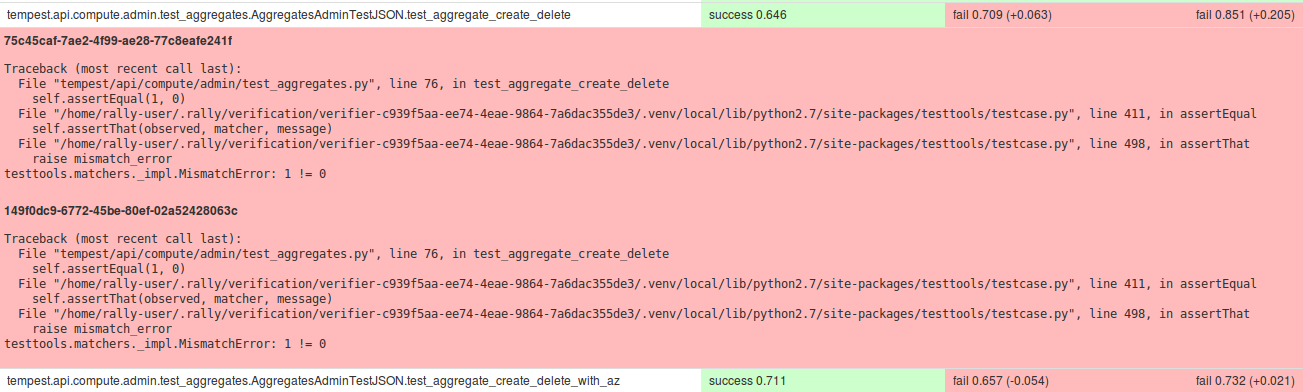 tempest.api.compute.admin.test_aggregates.AggregatesAdminTestJSON.test_aggregate_create_delete success 0.646 fail 0.709 (+0.063) fail 0.851 (+0.205)
75c45caf-7ae2-4f99-ae28-77c8eafe241f
Traceback (most recent call last):
  File "tempest/api/compute/admin/test_aggregates.py", line 76, in test_aggregate_create_delete
    self.assertEqual(1, 0)
  File "/home/rally-user/.rally/verification/verifier-c939f5aa-ee74-4eae-9864-7a6dac355de3/.venv/local/lib/python2.7/site-packages/testtools/testcase.py", line 411, in assertEqual
    self.assertThat(observed, matcher, message)
  File "/home/rally-user/.rally/verification/verifier-c939f5aa-ee74-4eae-9864-7a6dac355de3/.venv/local/lib/python2.7/site-packages/testtools/testcase.py", line 498, in assertThat
    raise mismatch_error
testtools.matchers._impl.MismatchError: 1 != 0
149f0dc9-6772-45be-80ef-02a52428063c
Traceback (most recent call last):
  File "tempest/api/compute/admin/test_aggregates.py", line 76, in test_aggregate_create_delete
    self.assertEqual(1, 0)
  File "/home/rally-user/.rally/verification/verifier-c939f5aa-ee74-4eae-9864-7a6dac355de3/.venv/local/lib/python2.7/site-packages/testtools/testcase.py", line 411, in assertEqual
    self.assertThat(observed, matcher, message)
  File "/home/rally-user/.rally/verification/verifier-c939f5aa-ee74-4eae-9864-7a6dac355de3/.venv/local/lib/python2.7/site-packages/testtools/testcase.py", line 498, in assertThat
    raise mismatch_error
testtools.matchers._impl.MismatchError: 1 != 0
tempest.api.compute.admin.test_aggregates.AggregatesAdminTestJSON.test_aggregate_create_delete_with_az success 0.711 fail 0.657 (-0.054) fail 0.732 (+0.021)